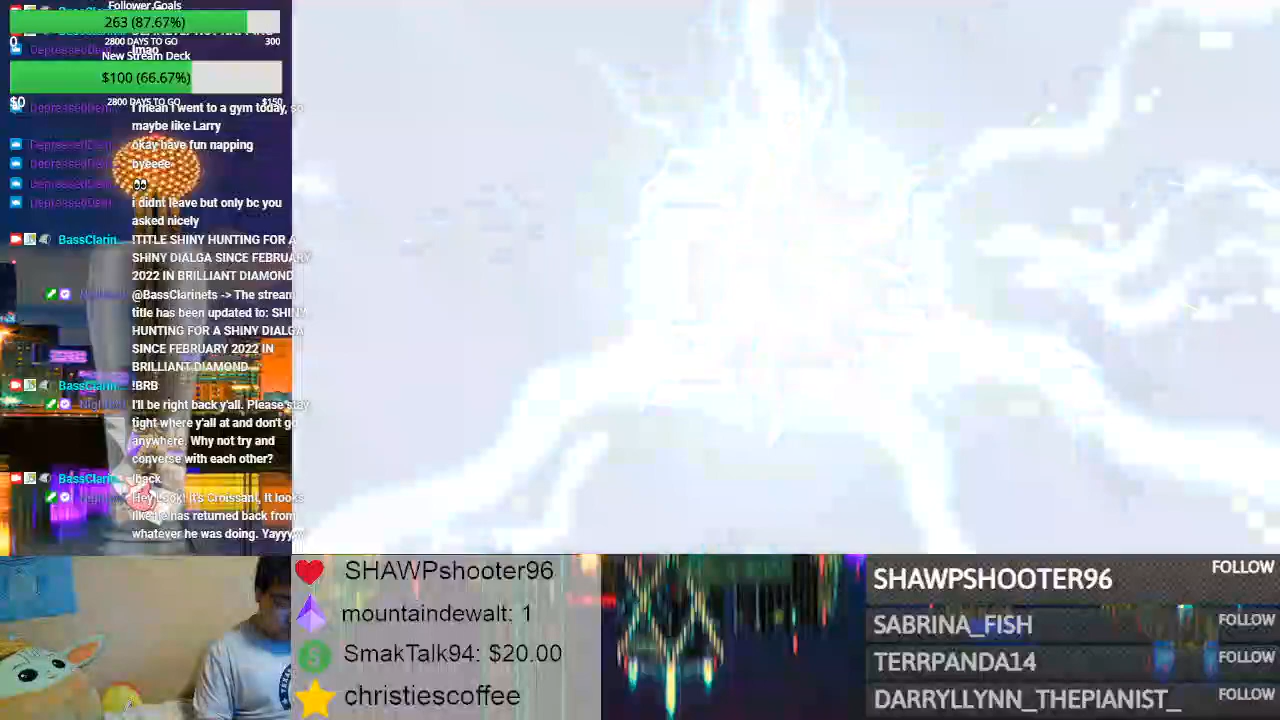 Follower Goals
263 (87.67%)
0
2800 DAYS TO GO
300
lmao
New Stream Deck
$100 (66.67%)
$0
2800 DAYS TO GO
$150
I mean I went to a gym today, so
maybe like Larry
okay have fun napping
byeeee
👀
i didnt leave but only bc you
asked nicely
BassClarin...
!TITLE SHINY HUNTING FOR A
SHINY DIALGA SINCE FEBRUARY
2022 IN BRILLIANT DIAMOND
@BassClarinets -> The stream
title has been updated to: SHINY
HUNTING FOR A SHINY DIALGA
SINCE FEBRUARY 2022 IN
BRILLIANT DIAMOND
BassClarin...
!BRB
I'll be right back y'all. Please stay
tight where y'all at and don't go
anywhere. Why not try and
converse with each other?
BassClarin...
!back
Hey Look! It's Croissant, It looks
like he has returned back from
whatever he was doing. Yayyy
SHAWPshooter96
mountaindewalt: 1
SmakTalk94: $20.00
christiescoffee
SHAWPSHOOTER96 FOLLOW
SABRINA_FISH FOLLOW
TERRPANDA14 FOLLOW
DARRYLLYNN_THEPIANIST_ FOLLOW